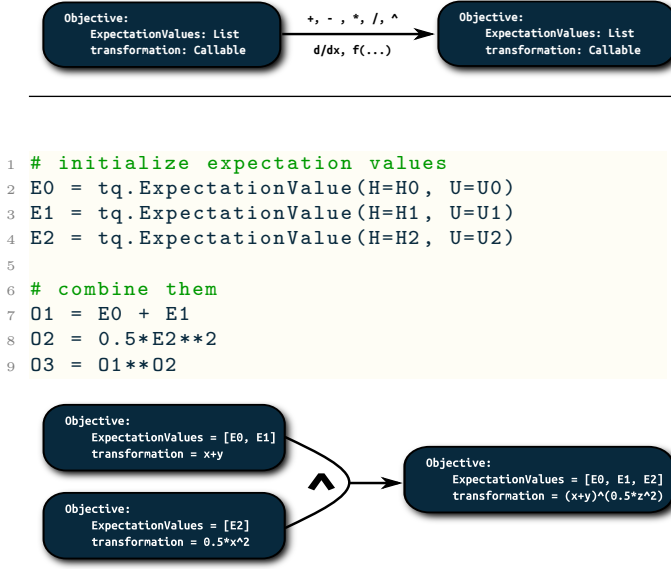 Objective:
ExpectationValues: List
transformation: Callable
+, - , *, /, ^
d/dx, f(...)
Objective:
ExpectationValues: List
transformation: Callable
1 # initialize expectation values
2 E0 = tq.ExpectationValue(H=H0, U=U0)
3 E1 = tq.ExpectationValue(H=H1, U=U1)
4 E2 = tq.ExpectationValue(H=H2, U=U2)
5
6 # combine them
7 O1 = E0 + E1
8 O2 = 0.5*E2**2
9 O3 = O1**O2
Objective:
ExpectationValues = [E0, E1]
transformation = x+y
^
Objective:
ExpectationValues = [E2]
transformation = 0.5*x^2
Objective:
ExpectationValues = [E0, E1, E2]
transformation = (x+y)^(0.5*z^2)